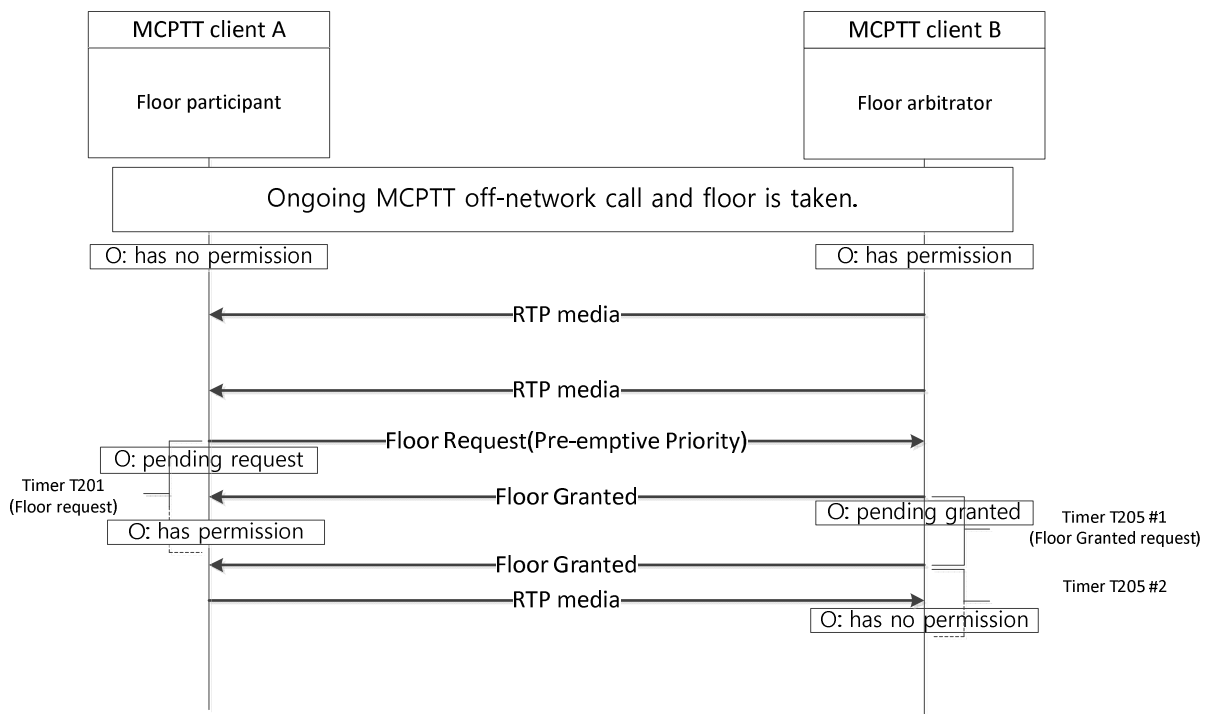 MCPTT client A
MCPTT client B
Floor participant
Floor arbitrator
Ongoing MCPTT off-network call and floor is taken.
O: has no permission
O: has permission
RTP media
RTP media
Floor Request(Pre-emptive Priority)
O: pending request
Timer T201
(Floor request)
Floor Granted
O: pending granted
Timer T205 #1
(Floor Granted request)
O: has permission
Floor Granted
Timer T205 #2
RTP media
O: has no permission